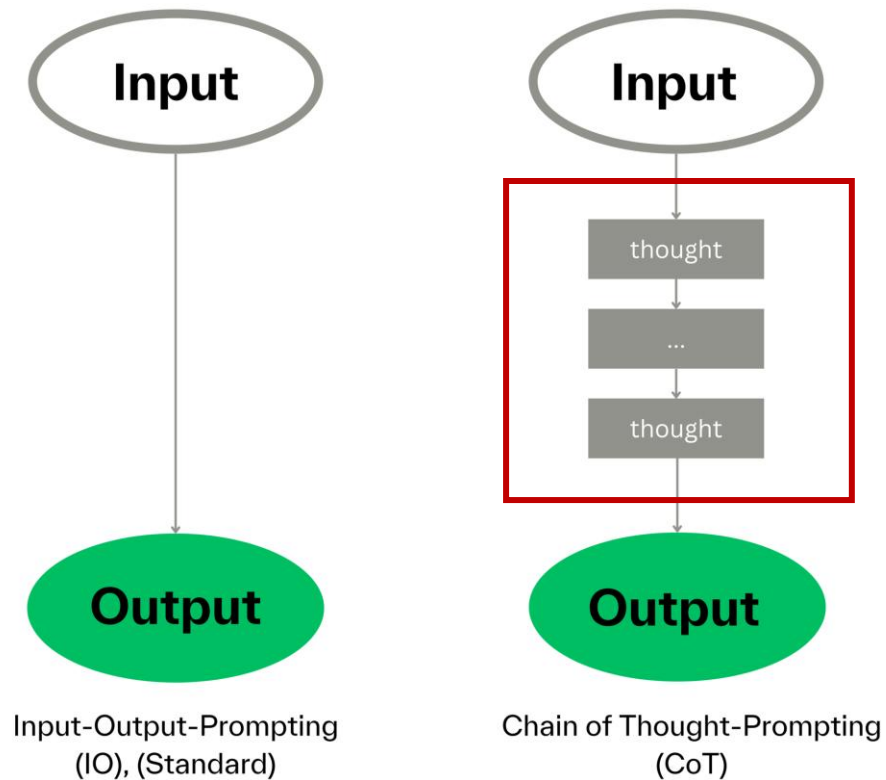 Input
Output
Input-Output-Prompting
(IO), (Standard)
Input
thought
...
thought
Output
Chain of Thought-Prompting
(CoT)